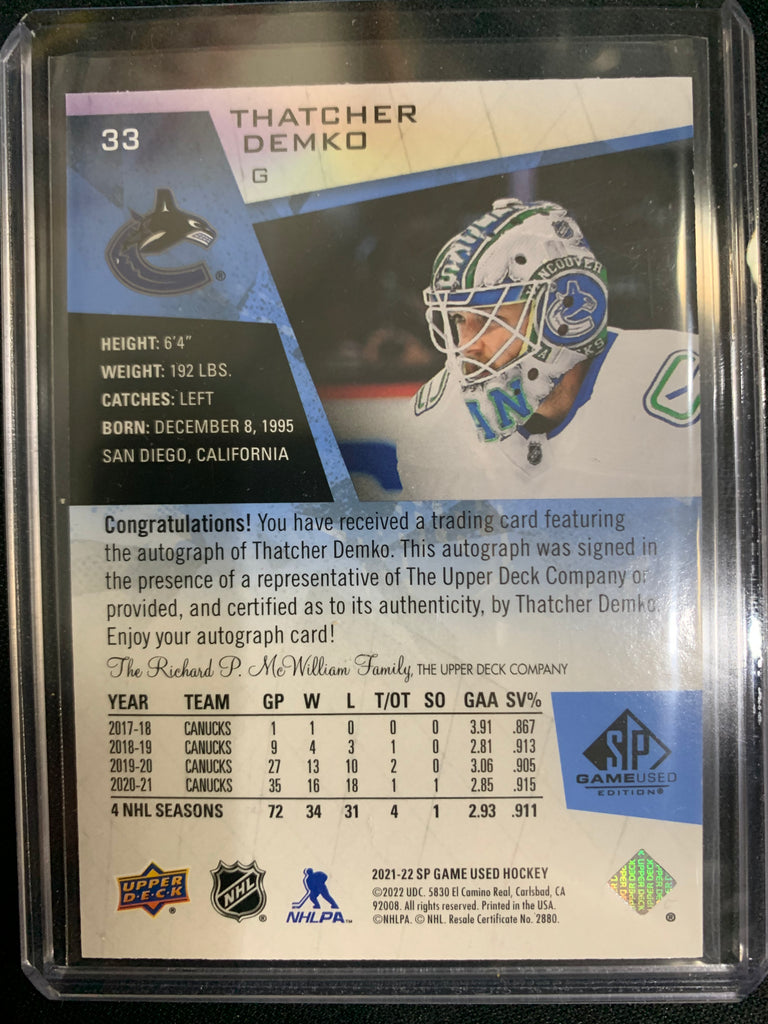 33
THATCHER
DEMKO
G
VANCOUVER
HEIGHT: 6'4"
WEIGHT: 192 LBS.
CATCHES: LEFT
BORN: DECEMBER 8, 1995
SAN DIEGO, CALIFORNIA
Congratulations! You have received a trading card featuring
the autograph of Thatcher Demko. This autograph was signed in
the presence of a representative of The Upper Deck Company or
provided, and certified as to its authenticity, by Thatcher Demko.
Enjoy your autograph card!
The Richard P. McWilliam Family, THE UPPER DECK COMPANY
YEAR TEAM GP W L T/OT SO GAA SV%
2017-18 CANUCKS 1 1 0 0 0 3.91 .867
2018-19 CANUCKS 9 4 3 1 0 2.81 .913
2019-20 CANUCKS 27 13 10 2 0 3.06 .905
2020-21 CANUCKS 35 16 18 1 1 2.85 .915
4 NHL SEASONS 72 34 31 4 1 2.93 .911
SP
GAMEUSED
EDITION®
UPPER
DECK®
NHL®
NHLPA™
2021-22 SP GAME USED HOCKEY
©2022 UDC. 5830 El Camino Real, Carlsbad, CA
92008. All rights reserved. Printed in the USA.
©NHLPA. © NHL. Resale Certificate No. 2880.
®